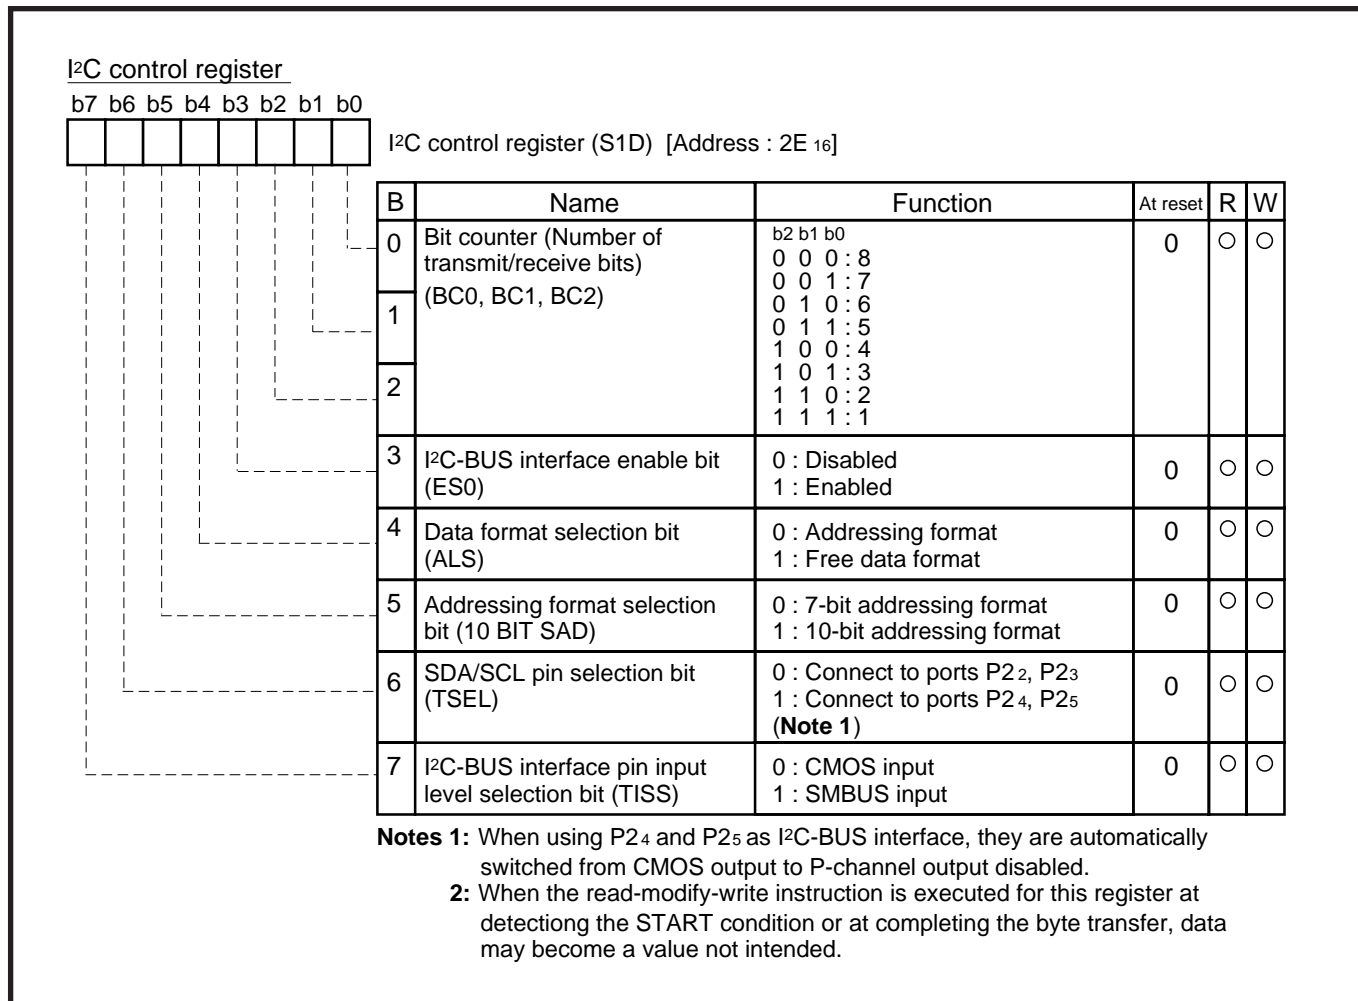 I2C control register
b7 b6 b5 b4 b3 b2 b1 b0
I2C control register (S1D) [Address : 2E 16]
B Name Function At reset R W
0 Bit counter (Number of transmit/receive bits) (BC0, BC1, BC2) b2 b1 b0 0 ○ ○
0 0 0 : 8
0 0 1 : 7
0 1 0 : 6
1 0 1 1 : 5
1 0 0 : 4
1 0 1 : 3
2 1 1 0 : 2
1 1 1 : 1
3 I2C-BUS interface enable bit 0 : Disabled 0 ○ ○
(ES0) 1 : Enabled
4 Data format selection bit 0 : Addressing format 0 ○ ○
(ALS) 1 : Free data format
5 Addressing format selection 0 : 7-bit addressing format 0 ○ ○
bit (10 BIT SAD) 1 : 10-bit addressing format
6 SDA/SCL pin selection bit 0 : Connect to ports P22, P23 0 ○ ○
(TSEL) 1 : Connect to ports P24, P25
(Note 1)
7 I2C-BUS interface pin input 0 : CMOS input 0 ○ ○
level selection bit (TISS) 1 : SMBUS input
Notes 1: When using P24 and P25 as I2C-BUS interface, they are automatically
switched from CMOS output to P-channel output disabled.
2: When the read-modify-write instruction is executed for this register at
detectiong the START condition or at completing the byte transfer, data
may become a value not intended.